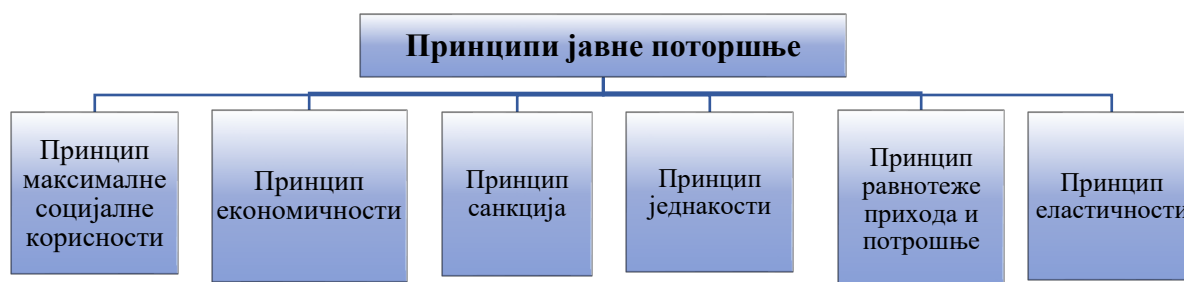 Принципи јавне поторшње
Принцип
максималне
социјалне
корисности
Принцип
економичности
Принцип
санкција
Принцип
једнакости
Принцип
равнотеже
прихода и
потрошње
Принцип
еластичности